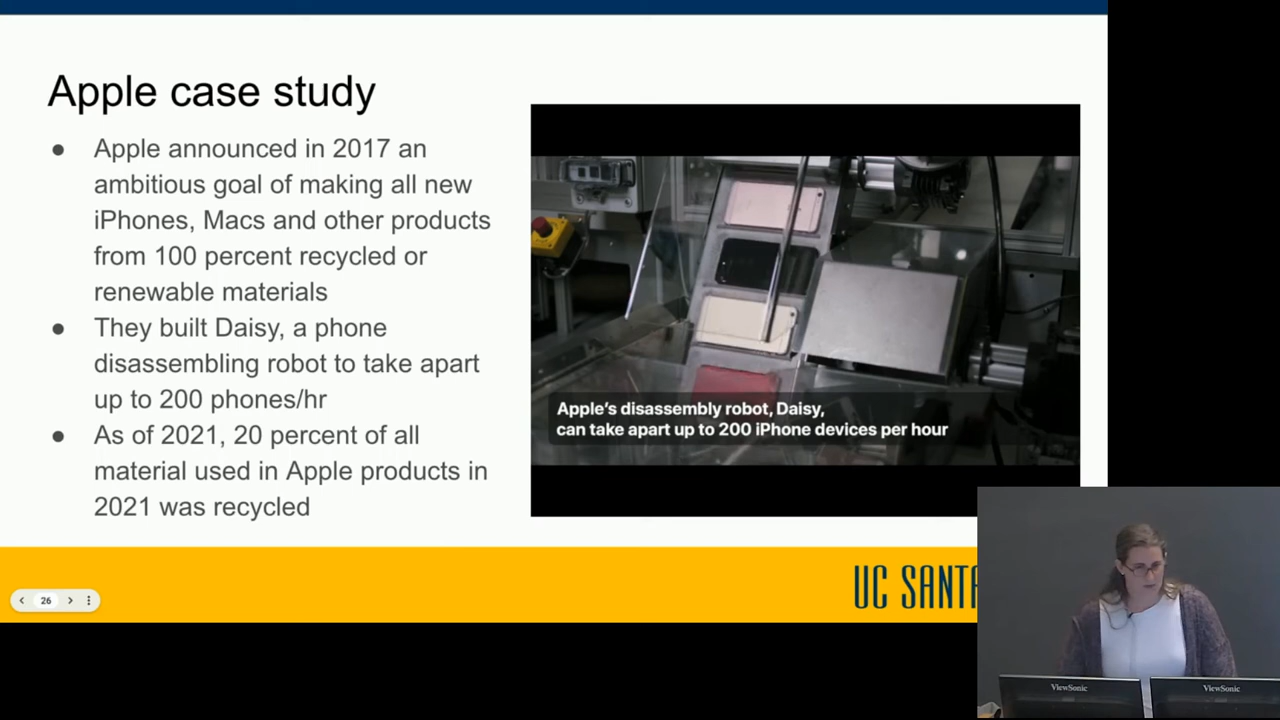 Apple case study
● Apple announced in 2017 an
ambitious goal of making all new
iPhones, Macs and other products
from 100 percent recycled or
renewable materials
● They built Daisy, a phone
disassembling robot to take apart
up to 200 phones/hr
● As of 2021, 20 percent of all
material used in Apple products in
2021 was recycled
Apple's disassembly robot, Daisy,
can take apart up to 200 iPhone devices per hour
UC SANTA
26
ViewSonic
ViewSonic